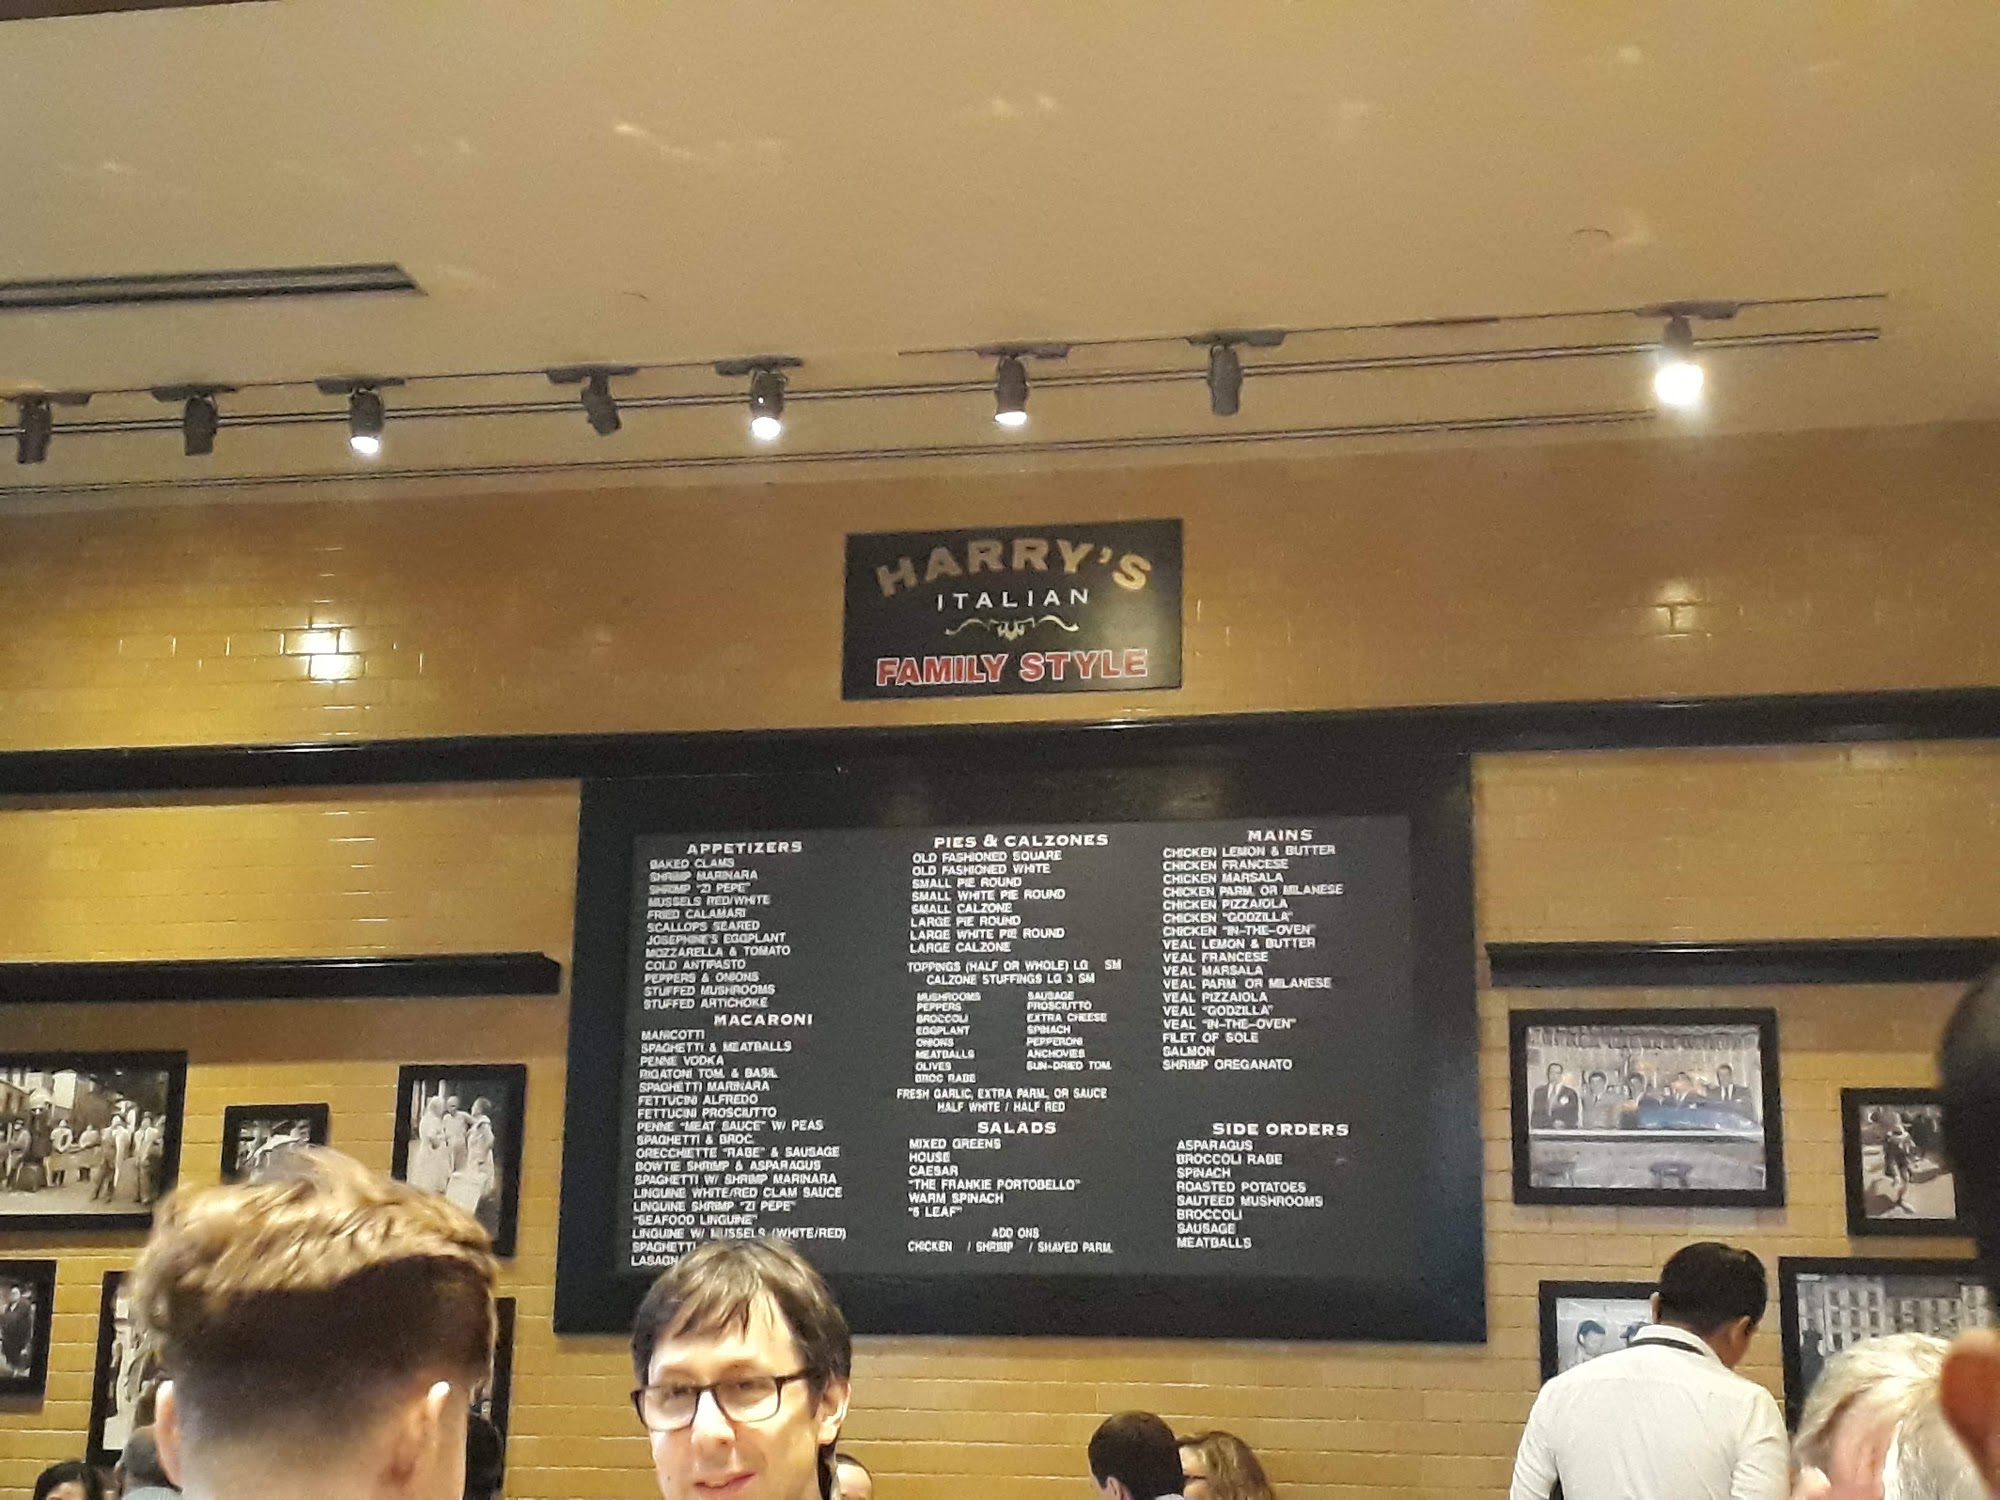 HARRY'S
ITALIAN
FAMILY STYLE
APPETIZERS
BAKED CLAMS
SHRIMP MARINARA
SHRIMP "ZI PEPE"
MUSSELS RED/WHITE
FRIED CALAMARI
SCALLOPS SEARED
JOSEPHINE'S EGGPLANT
MOZZARELLA & TOMATO
COLD ANTIPASTO
PEPPERS & ONIONS
STUFFED MUSHROOMS
STUFFED ARTICHOKE
MACARONI
MANICOTTI
SPAGHETTI & MEATBALLS
PENNE VODKA
RIGATONI TOM. & BASIL
SPAGHETTI MARINARA
FETTUCINI ALFREDO
FETTUCINI PROSCIUTTO
PENNE "MEAT SAUCE" W/ PEAS
SPAGHETTI & BROC.
ORECCHIETTE "RABE" & SAUSAGE
BOWTIE SHRIMP & ASPARAGUS
SPAGHETTI W/ SHRIMP MARINARA
LINGUINE WHITE/RED CLAM SAUCE
LINGUINE SHRIMP "ZI PEPE"
"SEAFOOD LINGUINE"
LINGUINE W/ MUSSELS (WHITE/RED)
SPAGHETTI
LASAGN
PIES & CALZONES
OLD FASHIONED SQUARE
OLD FASHIONED WHITE
SMALL PIE ROUND
SMALL WHITE PIE ROUND
SMALL CALZONE
LARGE PIE ROUND
LARGE WHITE PIE ROUND
LARGE CALZONE
TOPPINGS (HALF OR WHOLE) LG SM
CALZONE STUFFINGS LG 3 SM
MUSHROOMS SAUSAGE
PEPPERS PROSCIUTTO
BROCCOLI EXTRA CHEESE
EGGPLANT SPINACH
ONIONS PEPPERONI
MEATBALLS ANCHOVIES
OLIVES SUN-DRIED TOM.
BROC RABE
FRESH GARLIC, EXTRA PARM. OR SAUCE
HALF WHITE / HALF RED
SALADS
MIXED GREENS
HOUSE
CAESAR
"THE FRANKIE PORTOBELLO"
WARM SPINACH
"5 LEAF"
ADD ONS
CHICKEN / SHRIMP / SHAVED PARM.
MAINS
CHICKEN LEMON & BUTTER
CHICKEN FRANCESE
CHICKEN MARSALA
CHICKEN PARM. OR MILANESE
CHICKEN PIZZAIOLA
CHICKEN "GODZILLA"
CHICKEN "IN-THE-OVEN"
VEAL LEMON & BUTTER
VEAL FRANCESE
VEAL MARSALA
VEAL PARM. OR MILANESE
VEAL PIZZAIOLA
VEAL "GODZILLA"
VEAL "IN-THE-OVEN"
FILET OF SOLE
SALMON
SHRIMP OREGANATO
SIDE ORDERS
ASPARAGUS
BROCCOLI RABE
SPINACH
ROASTED POTATOES
SAUTEED MUSHROOMS
BROCCOLI
SAUSAGE
MEATBALLS